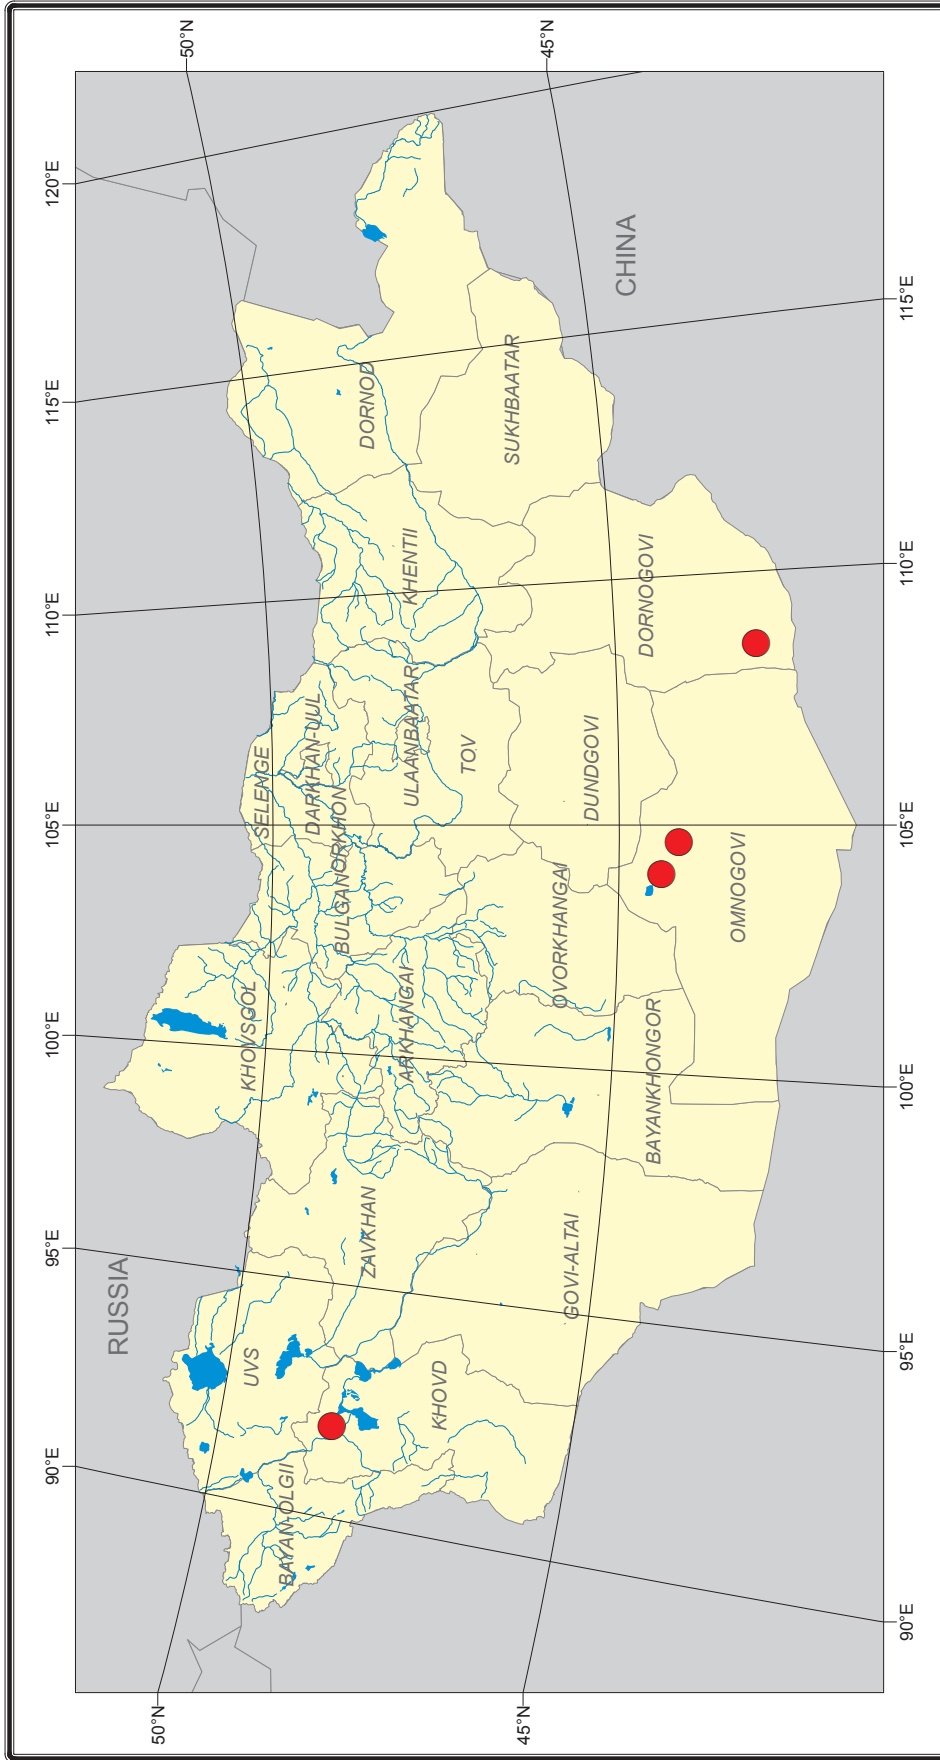 90°E
95°E
100°E
105°E
110°E
115°E
120°E
RUSSIA
50°N
50°N
KHOVSGOL
UVS
SELENGE
BAYAN-OLGII
DARKHAN-UUL
BULGANORKHON
ZAVKHAN
DORNOD
ARKHANGAI
ULAANBAATAR
KHENTII
KHOVD
TOV
SUKHBAATAR
45°N
45°N
OVORKHANGAI
GOVI-ALTAI
DUNDGOVI
CHINA
BAYANKHONGOR
DORNOGOVI
OMNOGOVI
90°E
95°E
100°E
105°E
110°E
115°E